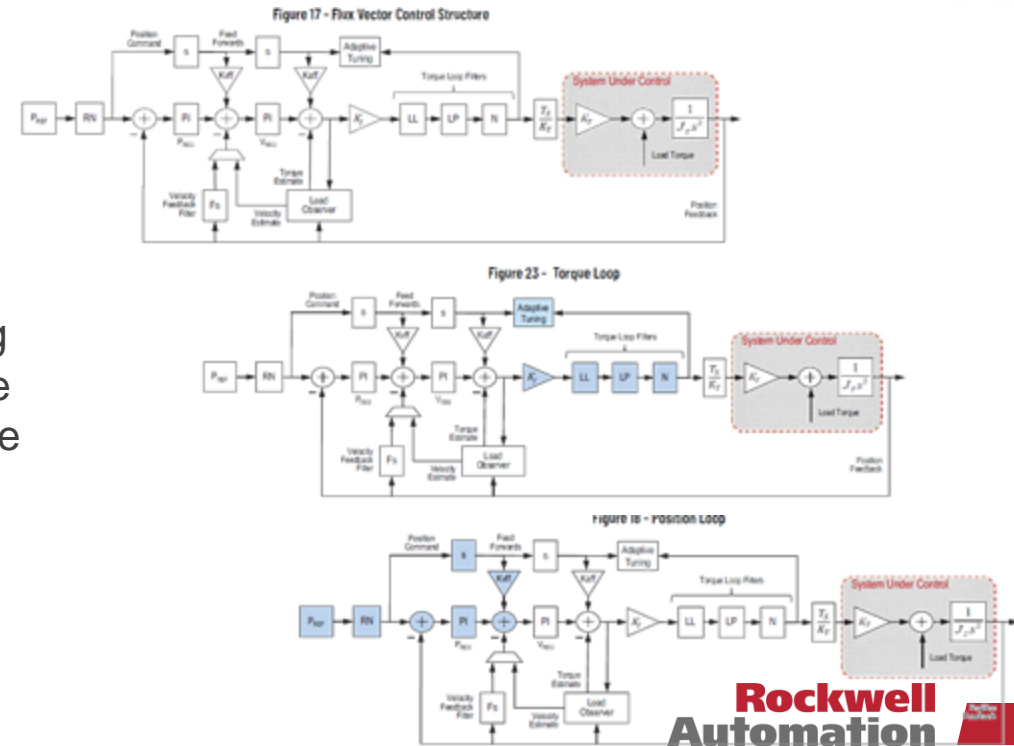 Figure 17 - Flux Vector Control Structure
Position
Command
Feed
Forwards
s
s
Adaptive
Tuning
Kvff
Kaff
Torque Loop Filters
System Under Control
PREF
RN
PI
PI
LL
LP
N
KT
1
Load Torque
PREG
VREG
Torque
Estimate
Velocity
Feedback
Filter
Fs
Load
Observer
Velocity
Estimate
Position
Feedback
Figure 23 - Torque Loop
Position
Command
Feed
Forwards
s
s
Adaptive
Tuning
Kvff
Kaff
Torque Loop Filters
System Under Control
PREF
RN
PI
PI
LL
LP
N
KT
1
Load Torque
PREG
VREG
Torque
Estimate
Velocity
Feedback
Filter
Fs
Load
Observer
Velocity
Estimate
Position
Feedback
Figure 18 - Position Loop
Position
Command
Feed
Forwards
s
s
Adaptive
Tuning
Kvff
Kaff
Torque Loop Filters
System Under Control
PREF
RN
PI
PI
LL
LP
N
KT
1
Load Torque
PREG
VREG
Torque
Estimate
Velocity
Feedback
Filter
Fs
Load
Observer
Velocity
Estimate
Rockwell
Automation